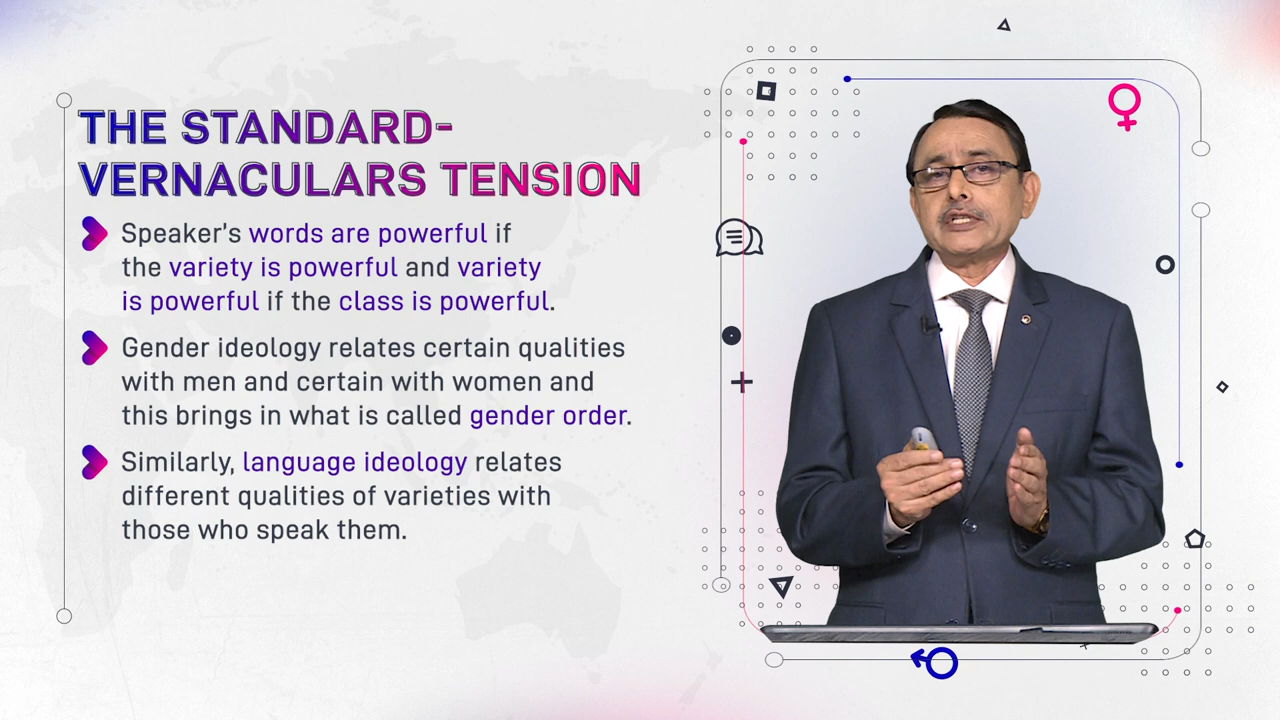 THE STANDARD-
VERNACULARS TENSION
Speaker's words are powerful if
the variety is powerful and variety
is powerful if the class is powerful.
Gender ideology relates certain qualities
with men and certain with women and
this brings in what is called gender order.
Similarly, language ideology relates
different qualities of varieties with
those who speak them.